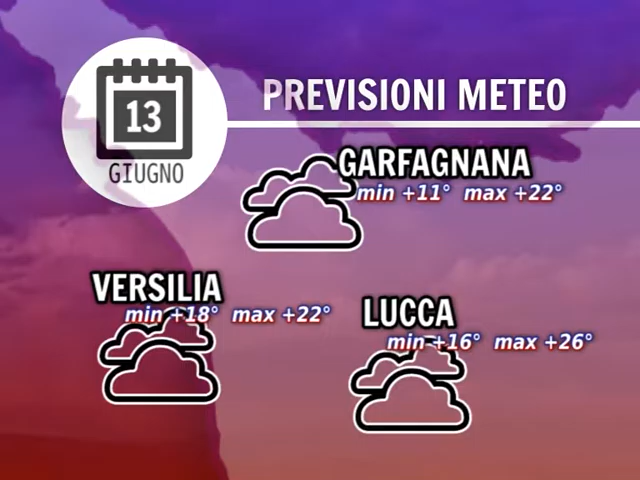 13
GIUGNO
PREVISIONI METEO
GARFAGNANA
min +11° max +22°
VERSILIA
min +18° max +22°
LUCCA
min +16° max +26°